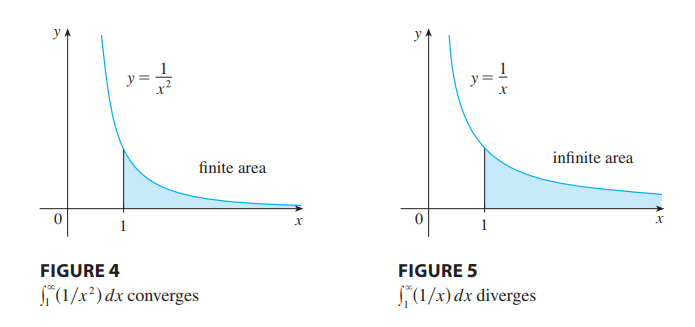 y
y = 1/x²
finite area
0
1
x
FIGURE 4
∫₁^∞ (1/x²) dx converges
y
y = 1/x
infinite area
0
1
x
FIGURE 5
∫₁^∞ (1/x) dx diverges